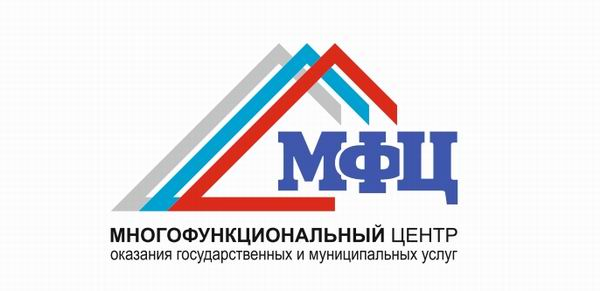 МФЦ
МНОГОФУНКЦИОНАЛЬНЫЙ ЦЕНТР
оказания государственных и муниципальных услуг